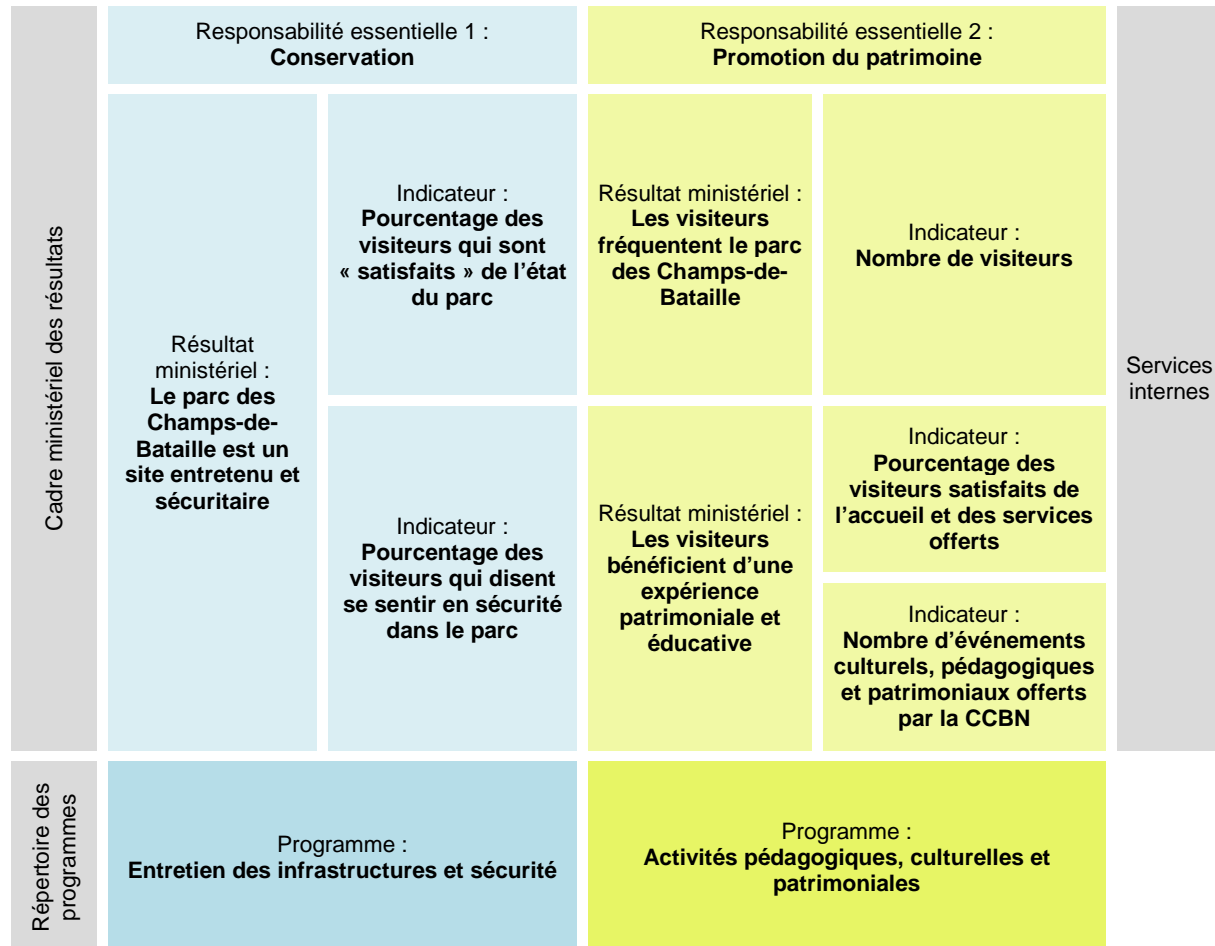 Cadre ministériel des résultats
Responsabilité essentielle 1 :
Conservation
Résultat
ministériel :
Le parc des
Champs-de-
Bataille est un
site entretenu et
sécuritaire
Indicateur :
Pourcentage des
visiteurs qui sont
« satisfaits » de l'état
du parc
Indicateur :
Pourcentage des
visiteurs qui disent
se sentir en sécurité
dans le parc
Responsabilité essentielle 2 :
Promotion du patrimoine
Résultat ministériel :
Les visiteurs
fréquentent le parc
des Champs-de-
Bataille
Indicateur :
Nombre de visiteurs
Résultat ministériel :
Les visiteurs
bénéficient d'une
expérience
patrimoniale et
éducative
Indicateur :
Pourcentage des
visiteurs satisfaits de
l'accueil et des services
offerts
Indicateur :
Nombre d'événements
culturels, pédagogiques
et patrimoniaux offerts
par la CCBN
Services
internes
Répertoire des
programmes
Programme :
Entretien des infrastructures et sécurité
Programme :
Activités pédagogiques, culturelles et
patrimoniales